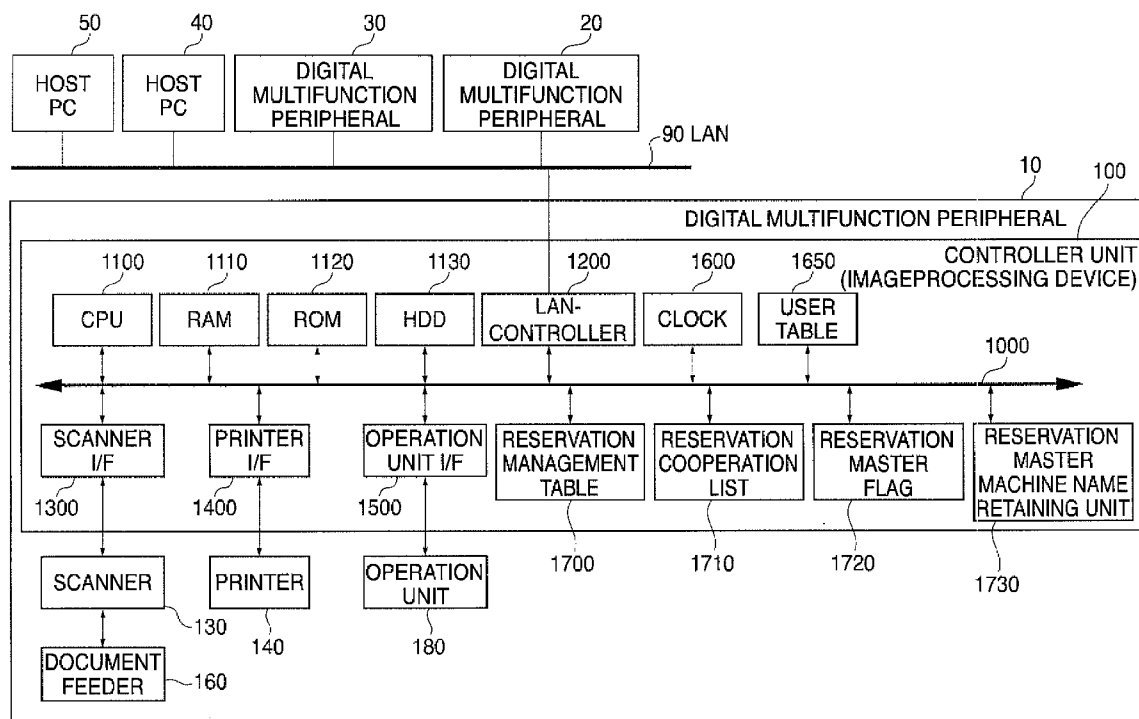 50
40
30
20
HOST
PC
HOST
PC
DIGITAL
MULTIFUNCTION
PERIPHERAL
DIGITAL
MULTIFUNCTION
PERIPHERAL
90 LAN
10
100
DIGITAL MULTIFUNCTION PERIPHERAL
CONTROLLER UNIT
(IMAGEPROCESSING DEVICE)
1100
1110
1120
1130
1200
1600
1650
CPU
RAM
ROM
HDD
LAN-
CONTROLLER
CLOCK
USER
TABLE
1000
SCANNER
I/F
PRINTER
I/F
OPERATION
UNIT I/F
RESERVATION
MANAGEMENT
TABLE
RESERVATION
COOPERATION
LIST
RESERVATION
MASTER
FLAG
RESERVATION
MASTER
MACHINE NAME
RETAINING UNIT
1300
1400
1500
1700
1710
1720
1730
SCANNER
PRINTER
OPERATION
UNIT
130
140
180
DOCUMENT
FEEDER
160